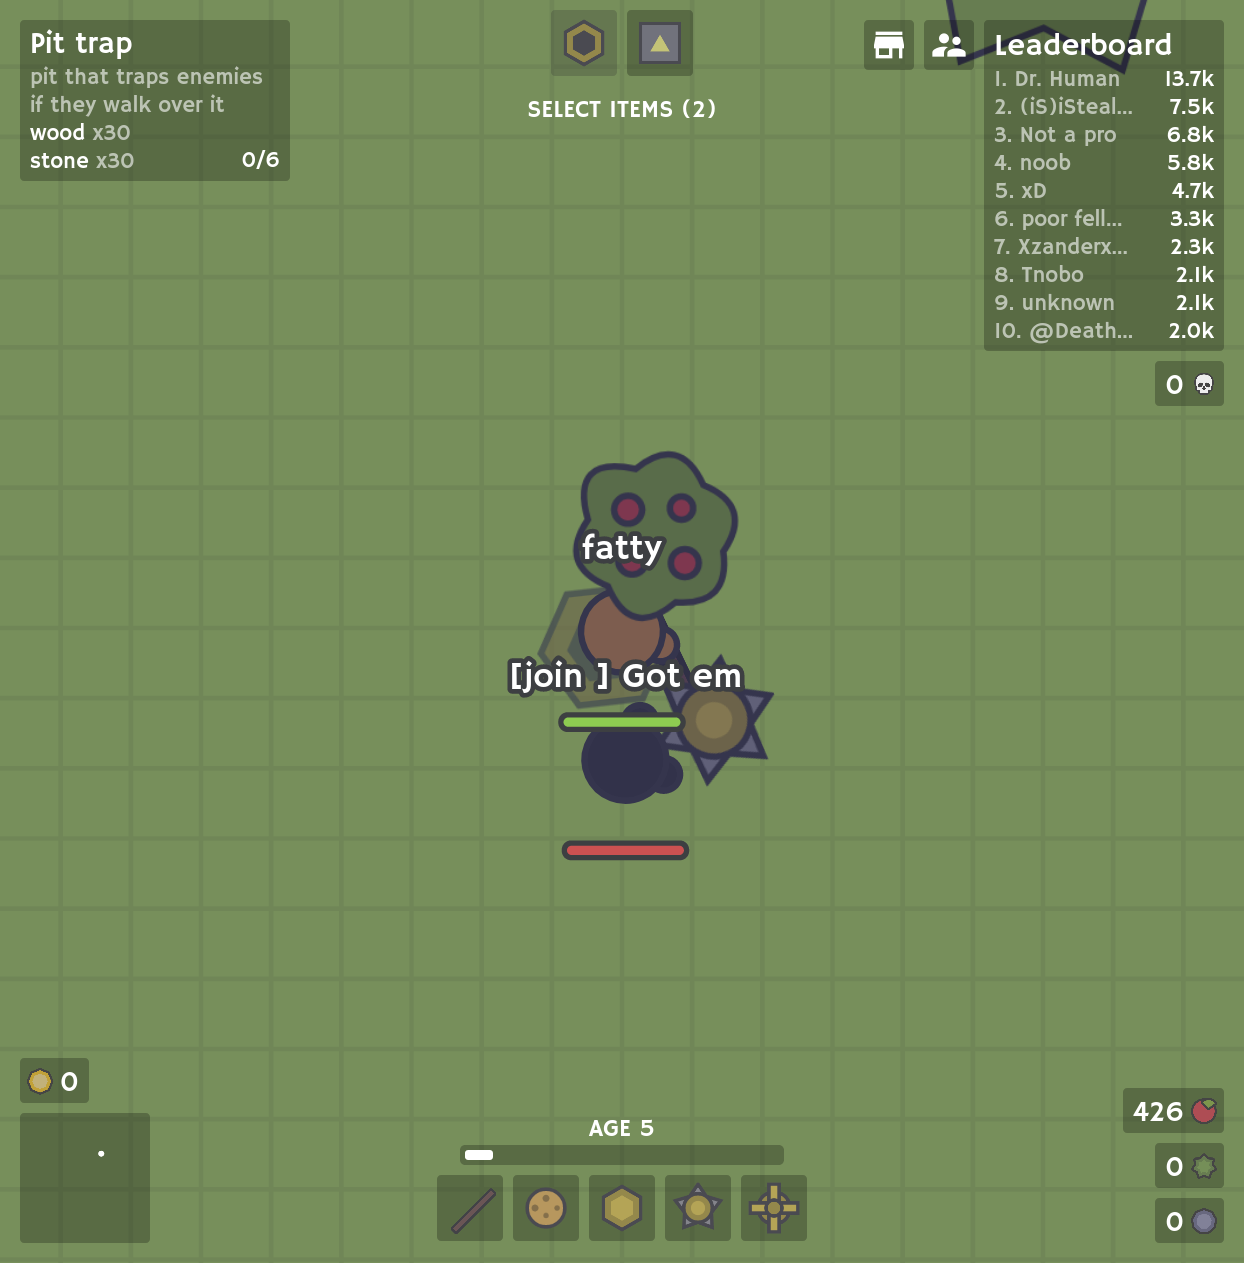 Pit trap
pit that traps enemies
if they walk over it
wood x30
stone x30 0/6
SELECT ITEMS (2)
Leaderboard
1. Dr. Human 13.7k
2. (iS)iSteal... 7.5k
3. Not a pro 6.8k
4. noob 5.8k
5. xD 4.7k
6. poor fell... 3.3k
7. Xzanderx... 2.3k
8. Tnobo 2.1k
9. unknown 2.1k
10. @Death... 2.0k
0
fatty
[join ] Got em
0
AGE 5
426
0
0